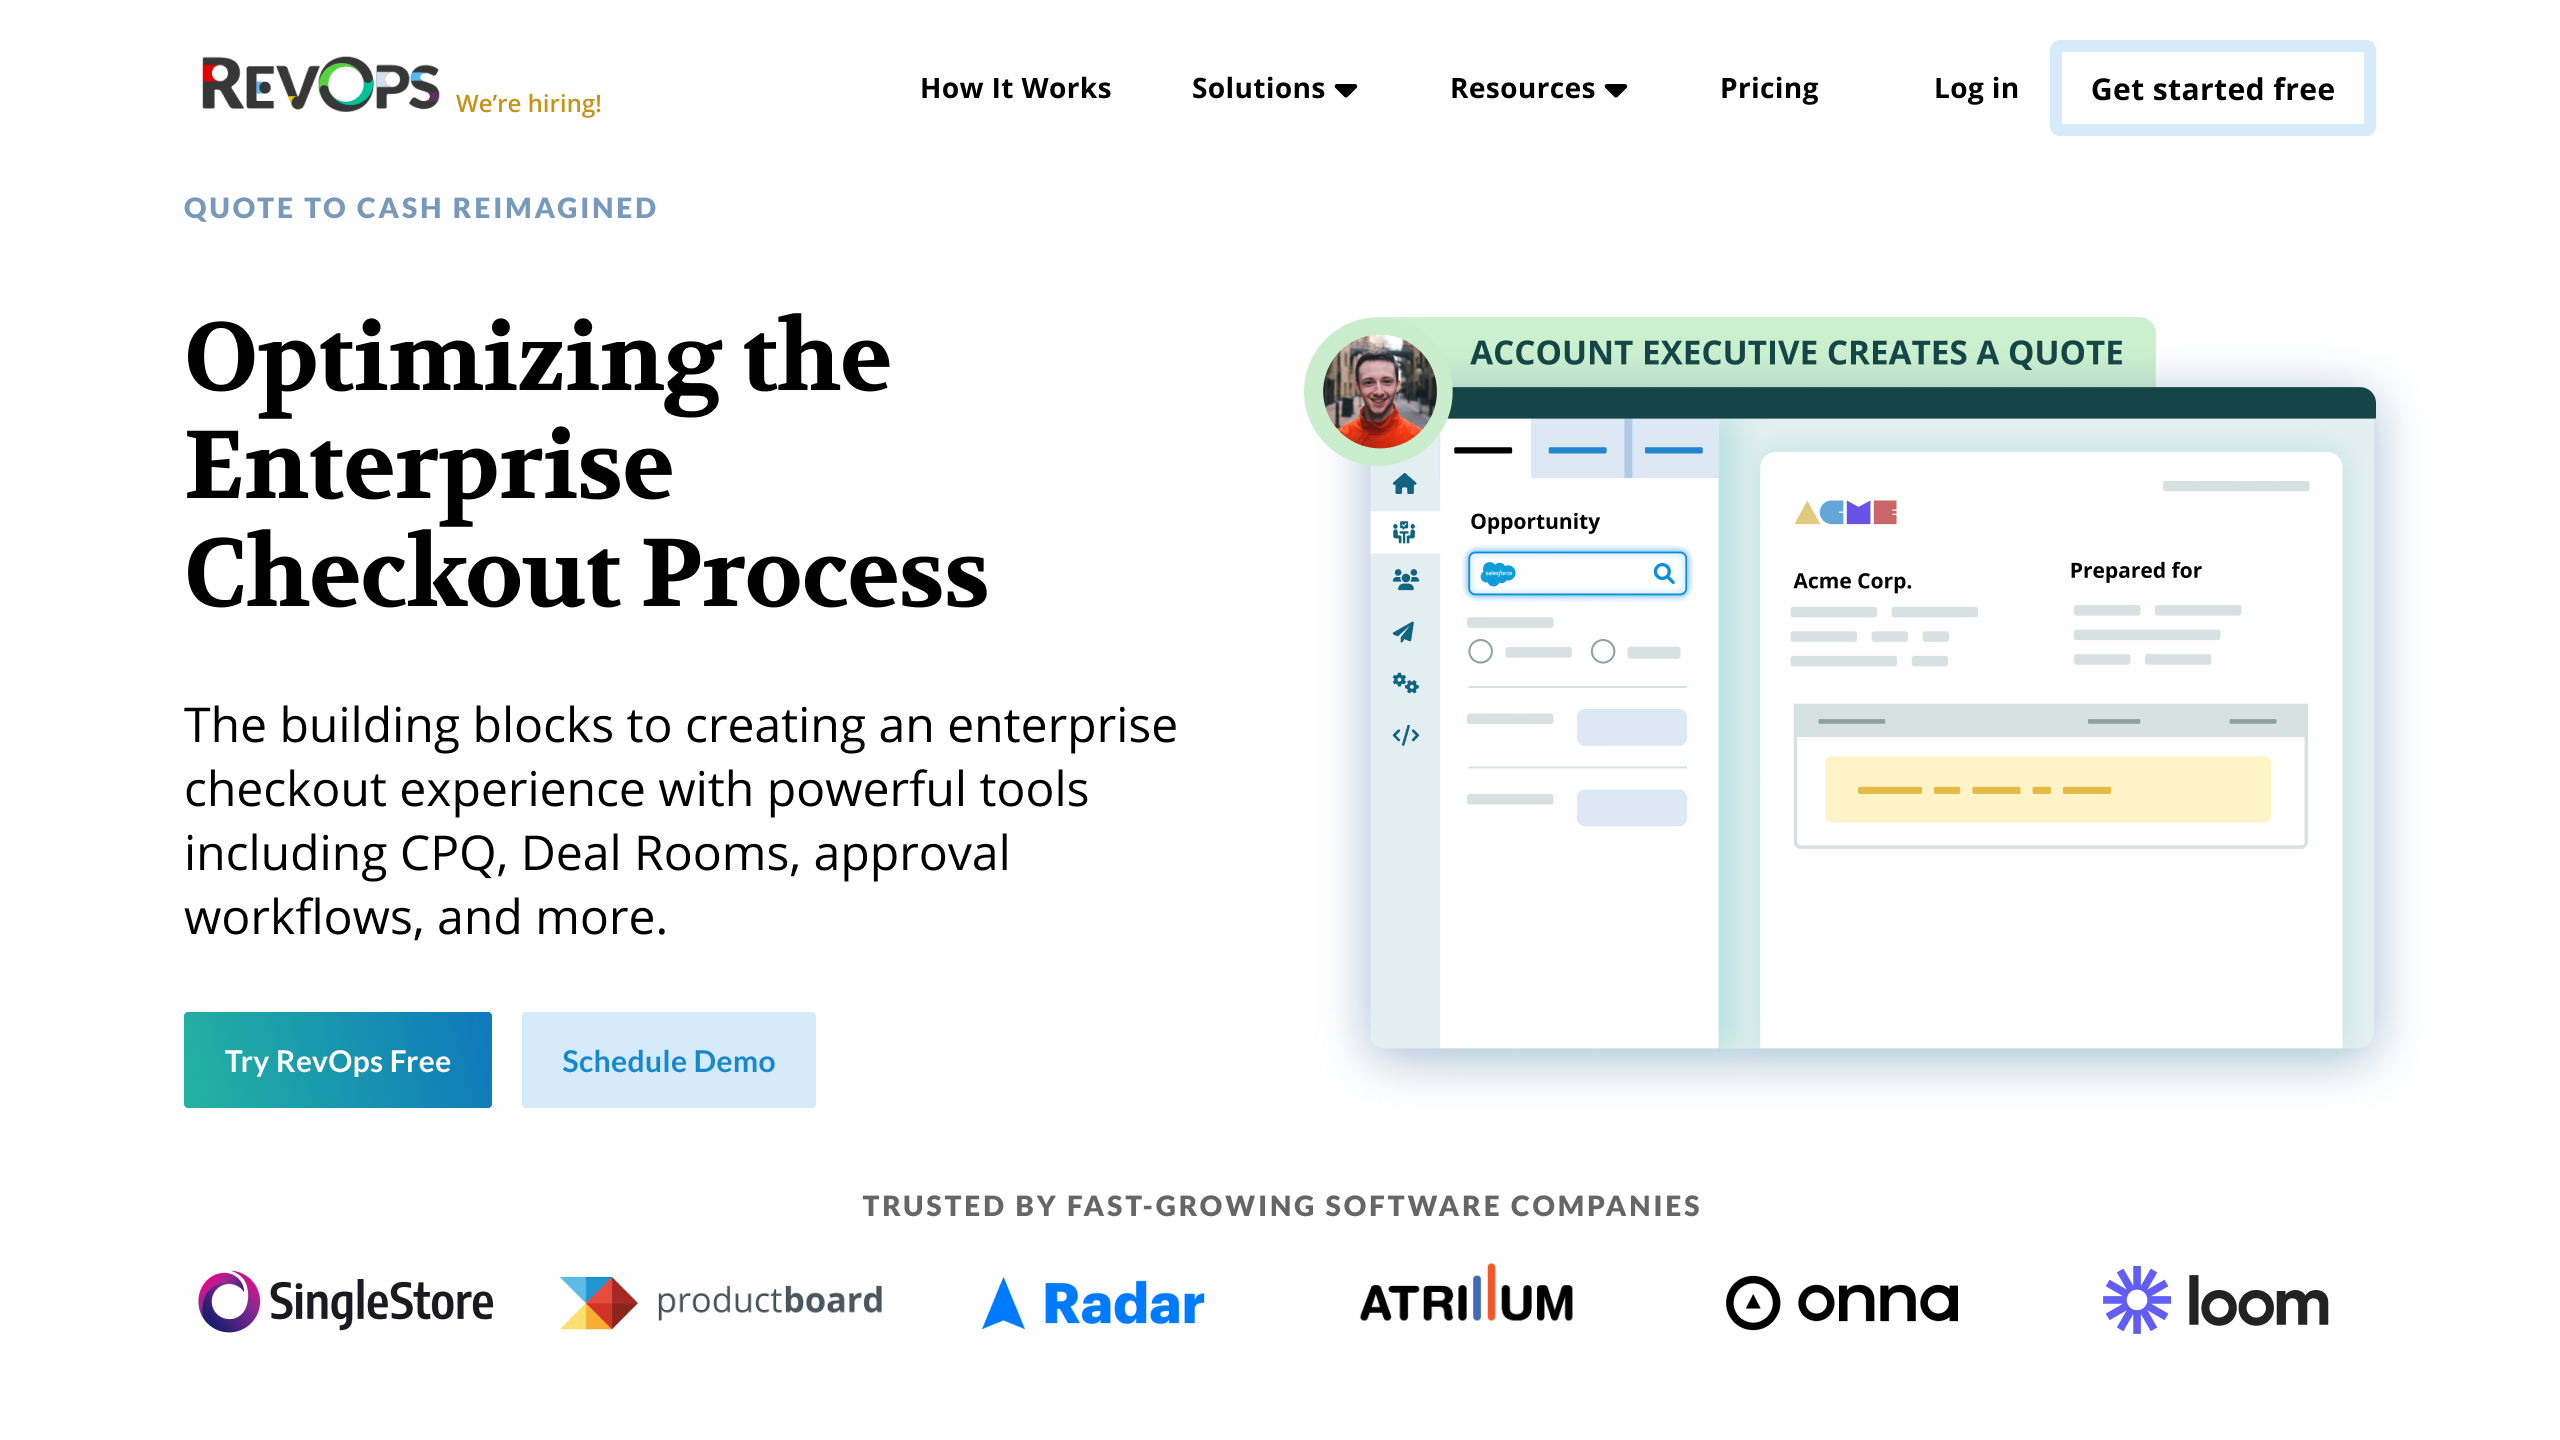 REVOPS We're hiring!
How It Works Solutions Resources Pricing Log in Get started free
QUOTE TO CASH REIMAGINED
Optimizing the
Enterprise
Checkout Process
The building blocks to creating an enterprise
checkout experience with powerful tools
including CPQ, Deal Rooms, approval
workflows, and more.
Try RevOps Free Schedule Demo
ACCOUNT EXECUTIVE CREATES A QUOTE
Opportunity
salesforce
ACME
Acme Corp.
Prepared for
TRUSTED BY FAST-GROWING SOFTWARE COMPANIES
SingleStore productboard Radar ATRIUM onna loom